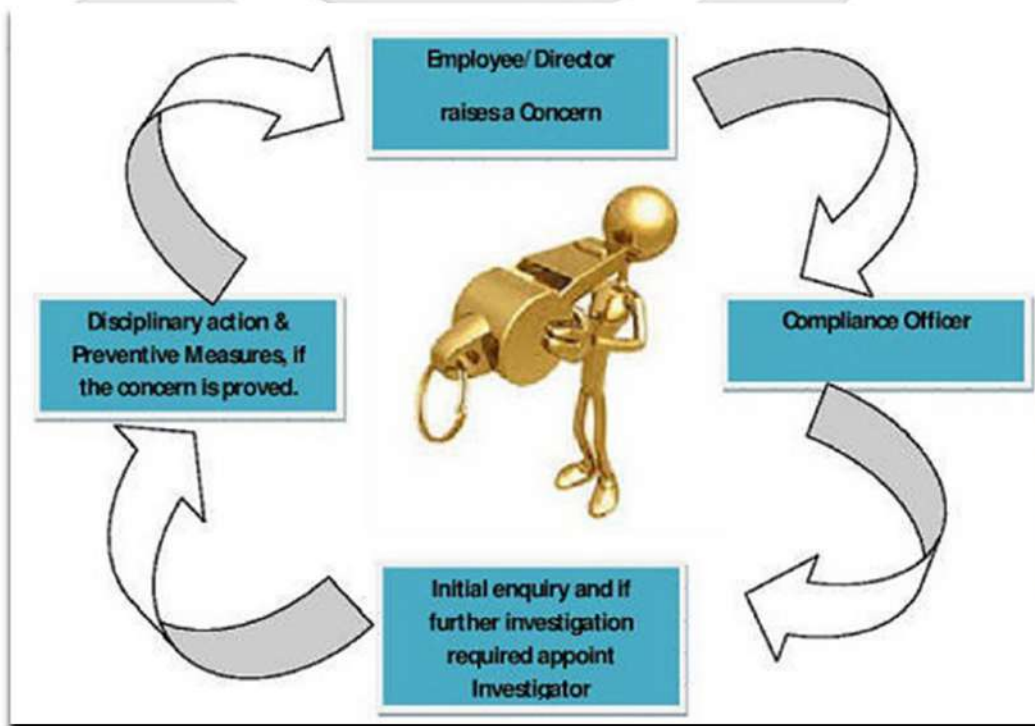 Employee/ Director
raises a Concern
Compliance Officer
Initial enquiry and if
further investigation
required appoint
Investigator
Disciplinary action &
Preventive Measures, if
the concern is proved.